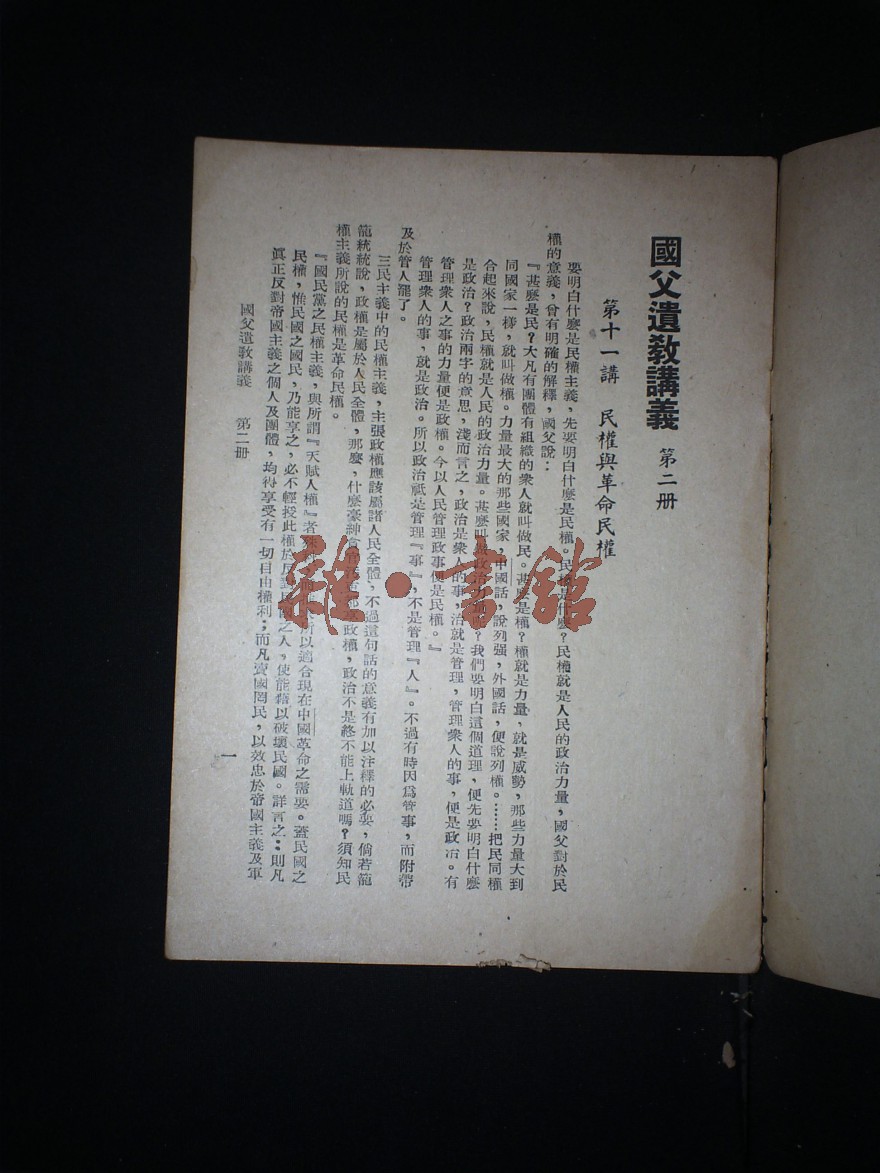 國父遺敎講義 第二册
第十一講 民權與革命民權
要明白什麼是民權主義,先要明白什麼是民權。民權是什麼?民權就是人民的政治力量,國父對於民
權的意義,曾有明確的解釋,國父說:
『甚麼是民?大凡有團體有組織的衆人就叫做民。甚麼是權?權就是力量,就是威勢,那些力量大到
同國家一樣,就叫做權。力量最大的那些國家,中國話,說列强,外國話,便說列權。……把民同權
合起來說,民權就是人民的政治力量。甚麼叫做政治力量?我們要明白這個道理,便先要明白什麼
是政治?政治兩字的意思,淺而言之,政治是衆人的事,治就是管理,管理衆人的事,便是政治。有
管理衆人之事的力量便是政權。今以人民管理政事便是民權。』
管理衆人的事,就是政治。所以政治祇是管理『事』,不是管理『人』。不過有時因爲管事,而附帶
及於管人罷了。
三民主義中的民權主義,主張政權應該屬諸人民全體,不過這句話的意義有加以注釋的必要,倘若籠
籠統統說,政權是屬於人民全體,那麼,什麼豪紳 政權,政治不是終不能上軌道嗎?須知民
權主義所說的民權是革命民權。
『國民黨之民權主義,與所謂『天賦人權』者殊 所以適合現在中國革命之需要。蓋民國之
民權,惟民國之國民,乃能享之,必不輕授此權於反對民國之人,使能藉以破壞民國。詳言之:則凡
眞正反對帝國主義之個人及團體,均得享受有一切自由權利;而凡賣國罔民,以效忠於帝國主義及軍
國父遺敎講義 第二册
一
雜·書館